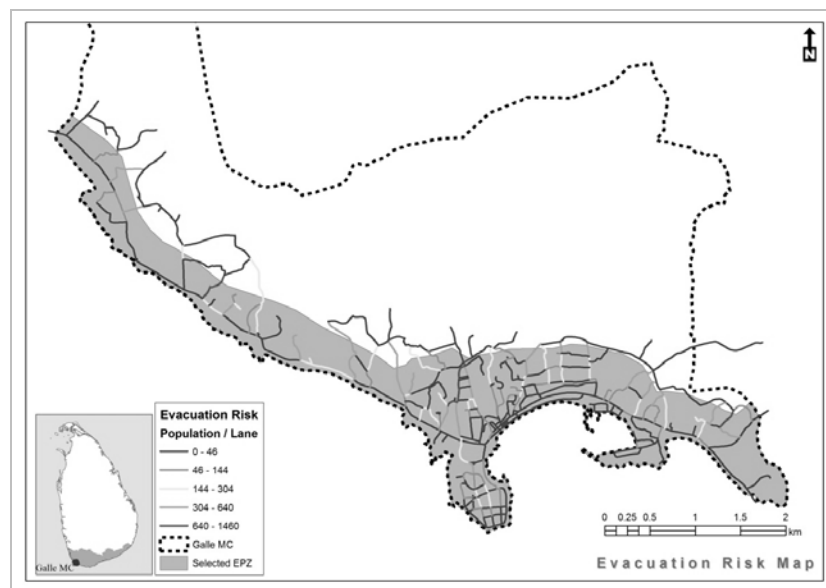 N
Evacuation Risk
Population / Lane
0 - 46
46 - 144
144 - 304
304 - 640
640 - 1460
Galle MC
Selected EPZ
Galle MC
0 0.25 0.5 1 1.5 2
km
Evacuation Risk Map